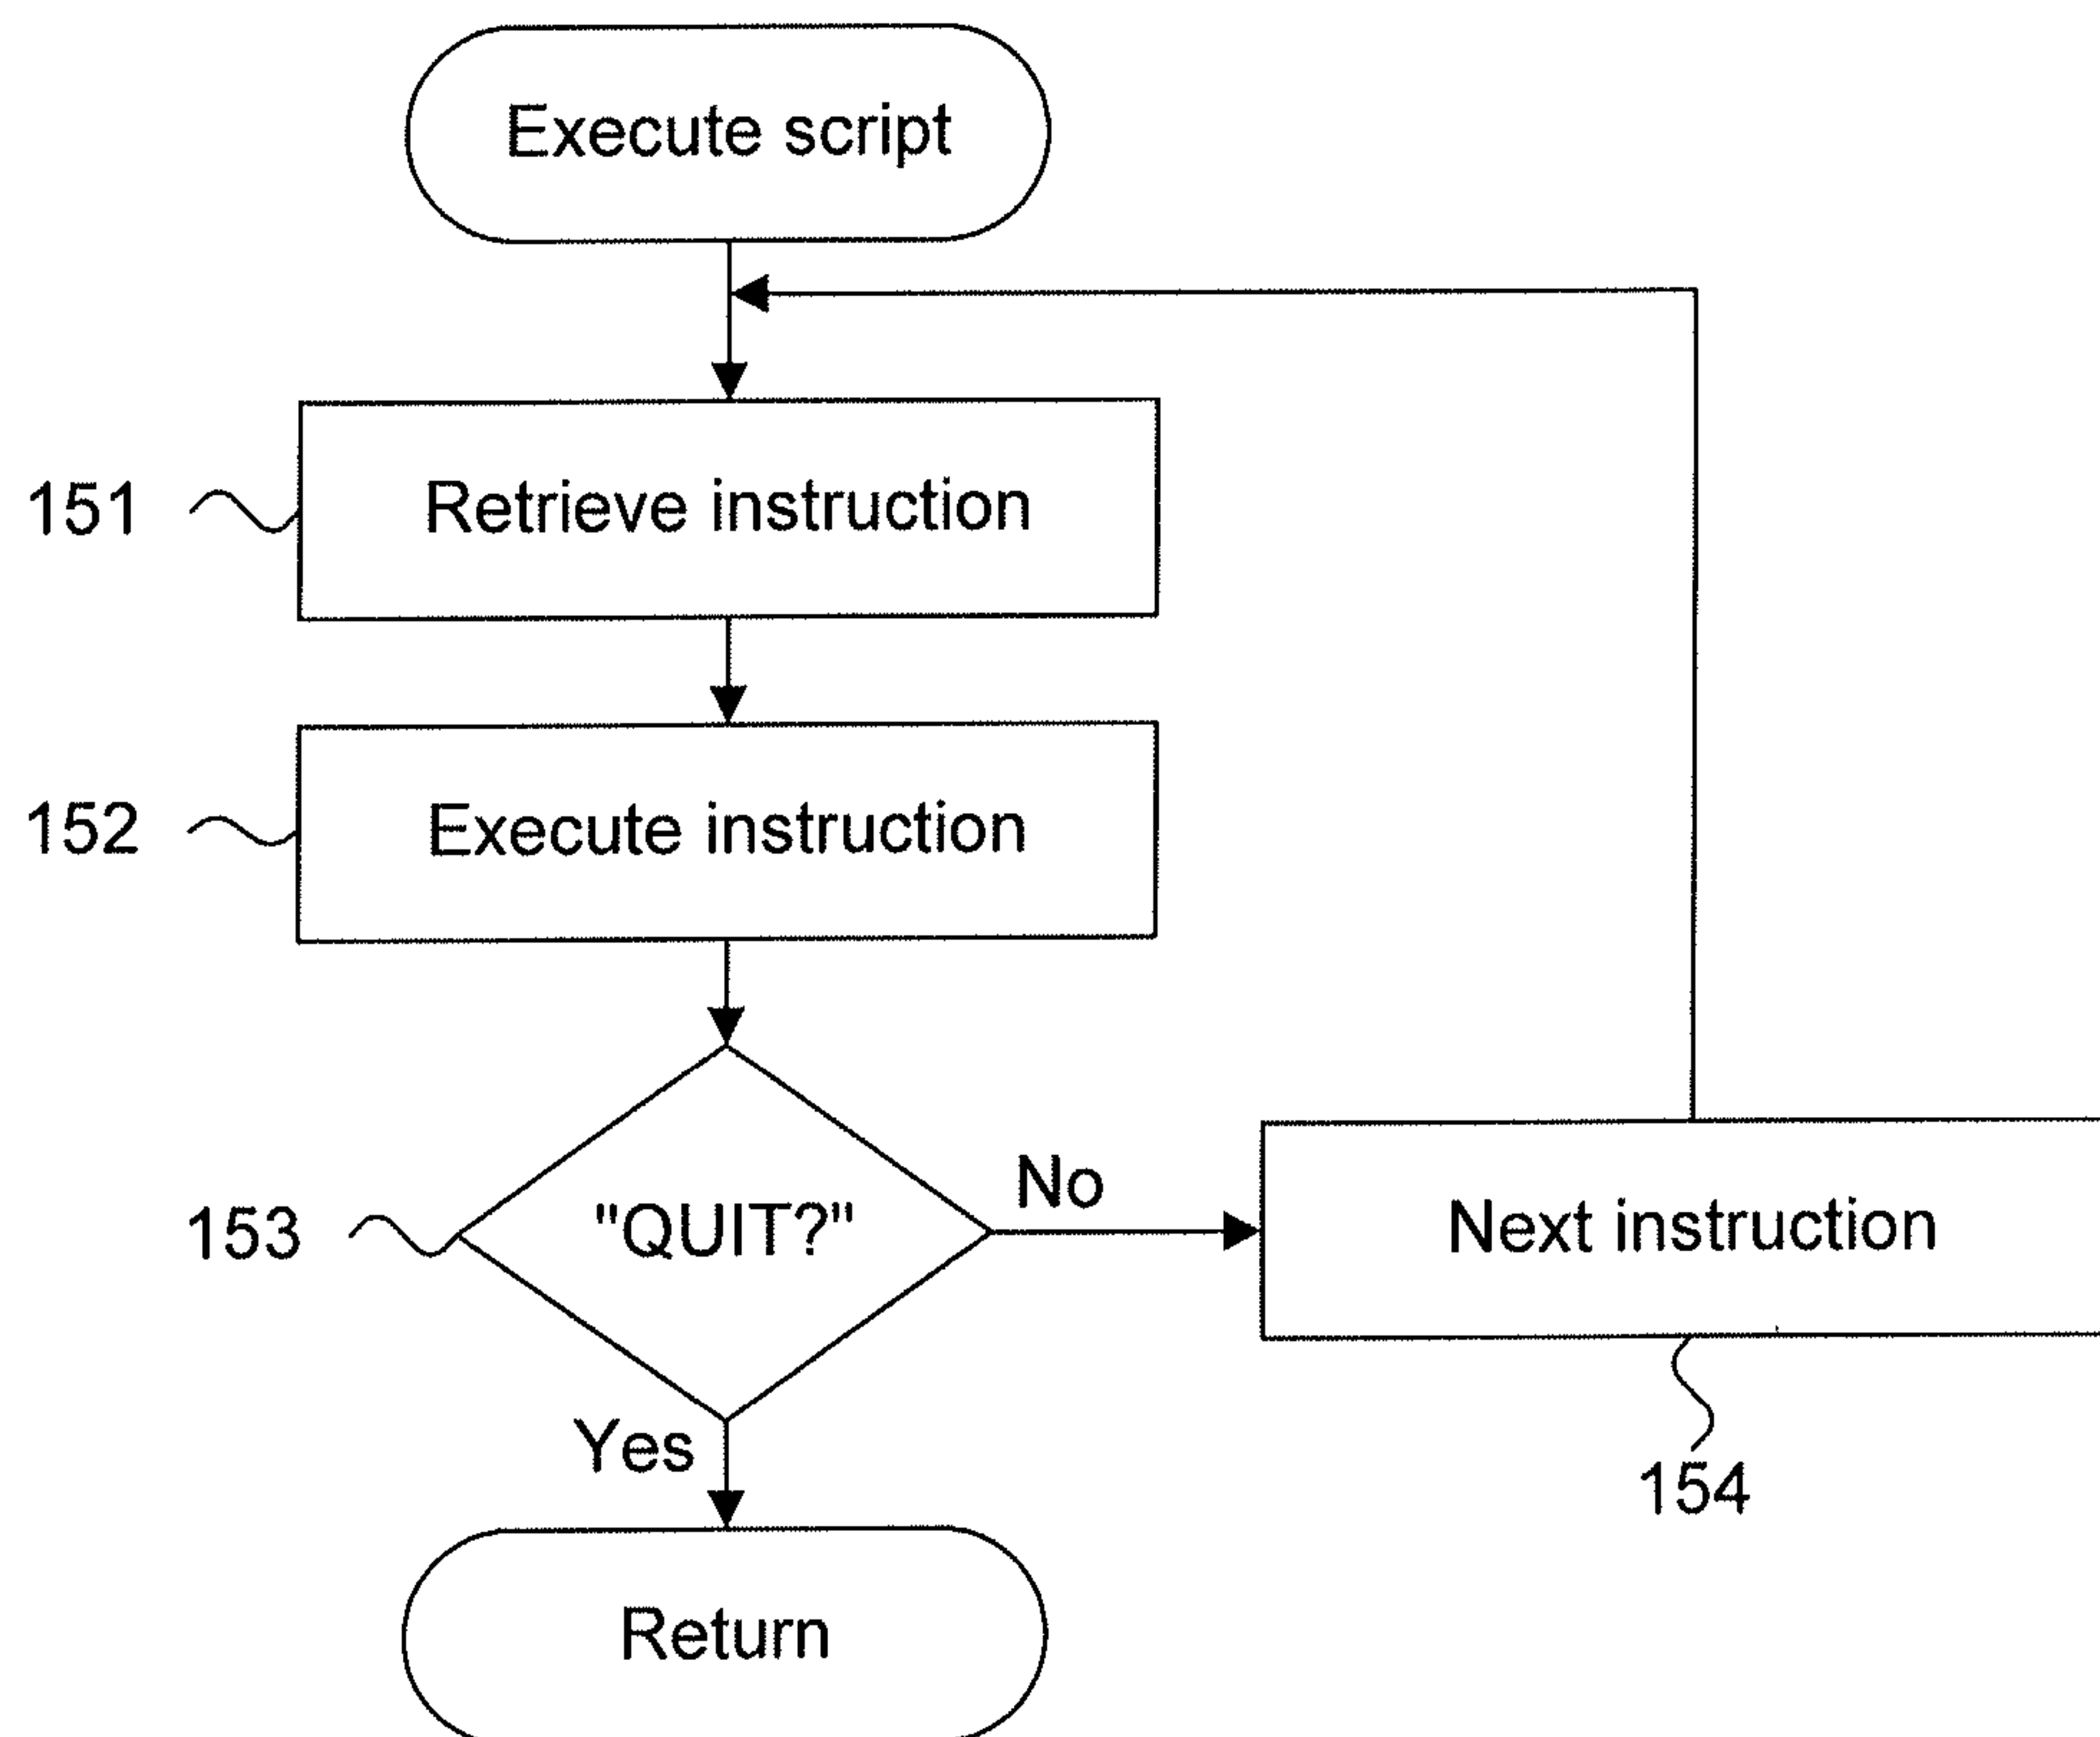 Execute script
151
Retrieve instruction
152
Execute instruction
153
"QUIT?"
No
Next instruction
154
Yes
Return